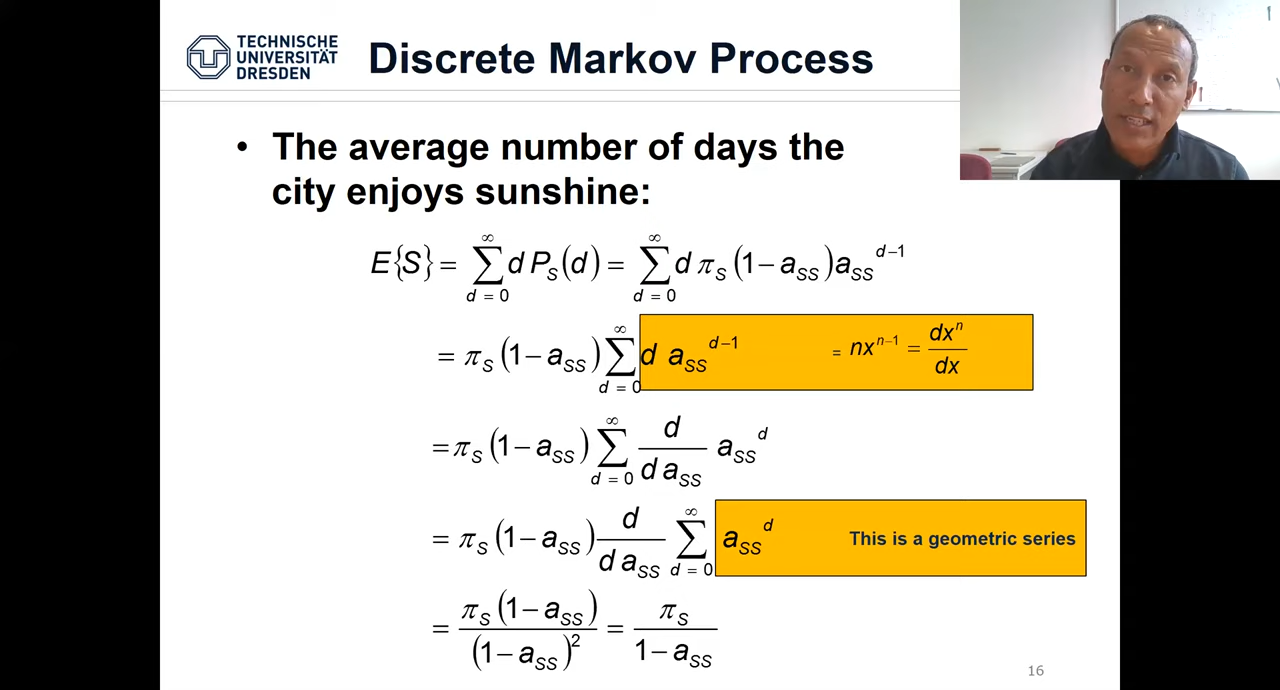 TECHNISCHE
UNIVERSITÄT
DRESDEN
Discrete Markov Process
• The average number of days the
city enjoys sunshine:
E{S} = ∑_{d = 0}^{∞} d P_S(d) = ∑_{d = 0}^{∞} d π_S (1 − a_SS) a_SS^{d−1}
= π_S (1 − a_SS) ∑_{d = 0}^{∞} d a_SS^{d−1} = nx^{n−1} = dx^n / dx
= π_S (1 − a_SS) ∑_{d = 0}^{∞} d / d a_SS a_SS^d
= π_S (1 − a_SS) d / d a_SS ∑_{d = 0}^{∞} a_SS^d This is a geometric series
= π_S (1 − a_SS) / (1 − a_SS)^2 = π_S / 1 − a_SS
16